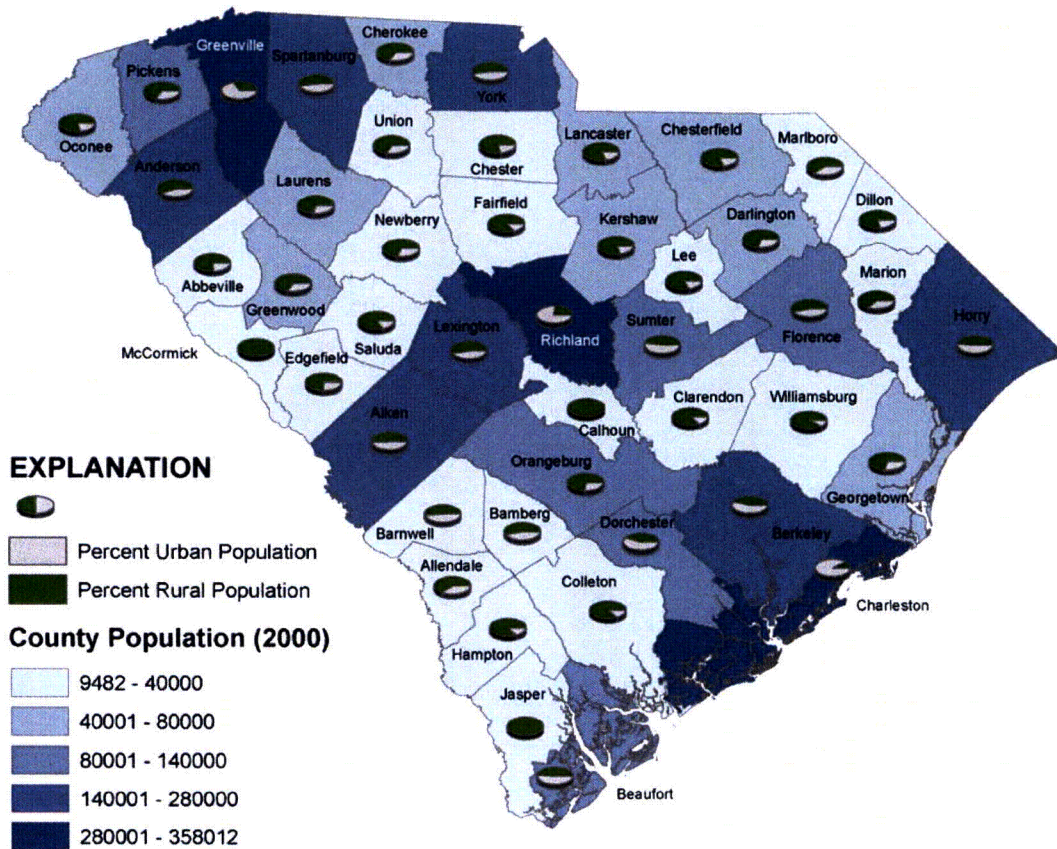 Greenville
Cherokee
Pickens
Spartanburg
York
Oconee
Union
Chester
Lancaster
Chesterfield
Marlboro
Anderson
Laurens
Newberry
Fairfield
Kershaw
Darlington
Dillon
Lee
Marion
Abbeville
Greenwood
Saluda
Lexington
Richland
Sumter
Florence
Horry
McCormick
Edgefield
Aiken
Calhoun
Clarendon
Williamsburg
Orangeburg
Georgetown
Barnwell
Bamberg
Dorchester
Berkeley
Allendale
Colleton
Charleston
Hampton
Jasper
Beaufort
EXPLANATION
Percent Urban Population
Percent Rural Population
County Population (2000)
9482 - 40000
40001 - 80000
80001 - 140000
140001 - 280000
280001 - 358012